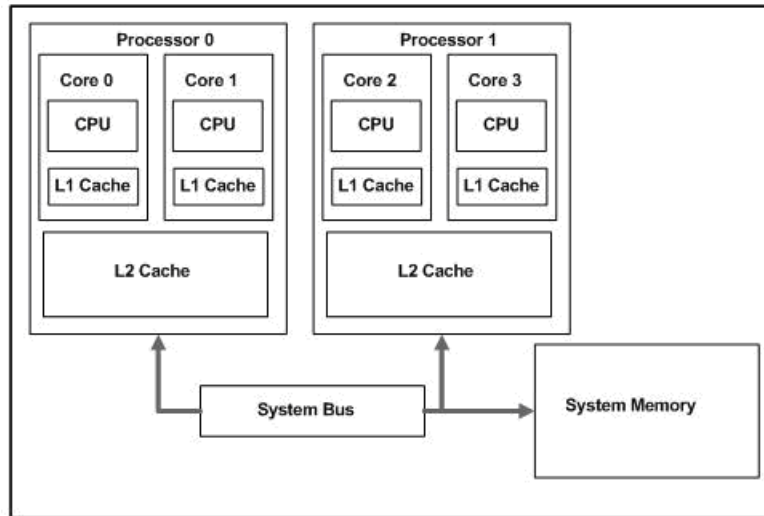 Processor 0
Core 0
CPU
L1 Cache
Core 1
CPU
L1 Cache
L2 Cache
Processor 1
Core 2
CPU
L1 Cache
Core 3
CPU
L1 Cache
L2 Cache
System Bus
System Memory